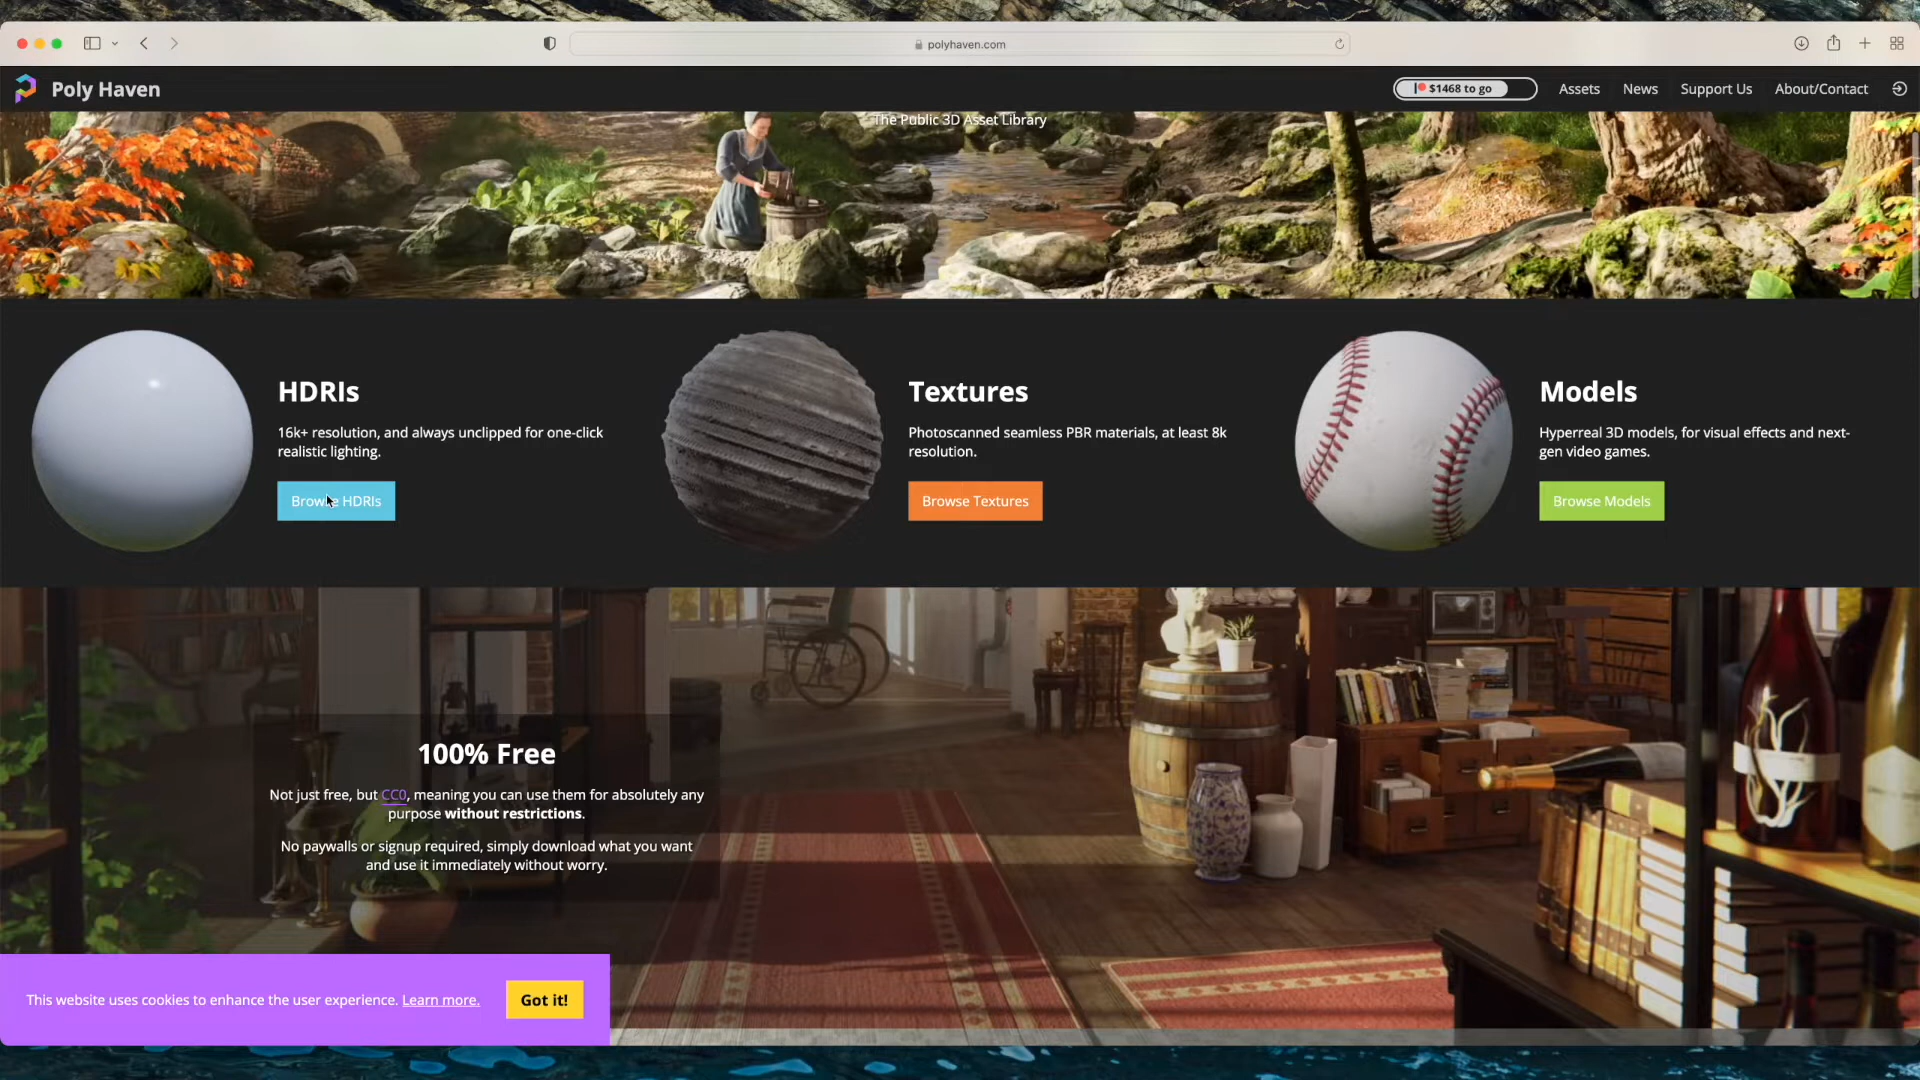 polyhaven.com
Poly Haven
$1468 to go
Assets
News
Support Us
About/Contact
The Public 3D Asset Library
HDRIs
16k+ resolution, and always unclipped for one-click
realistic lighting.
Browse HDRIs
Textures
Photoscanned seamless PBR materials, at least 8k
resolution.
Browse Textures
Models
Hyperreal 3D models, for visual effects and next-
gen video games.
Browse Models
100% Free
Not just free, but CC0, meaning you can use them for absolutely any
purpose without restrictions.
No paywalls or signup required, simply download what you want
and use it immediately without worry.
This website uses cookies to enhance the user experience. Learn more.
Got it!